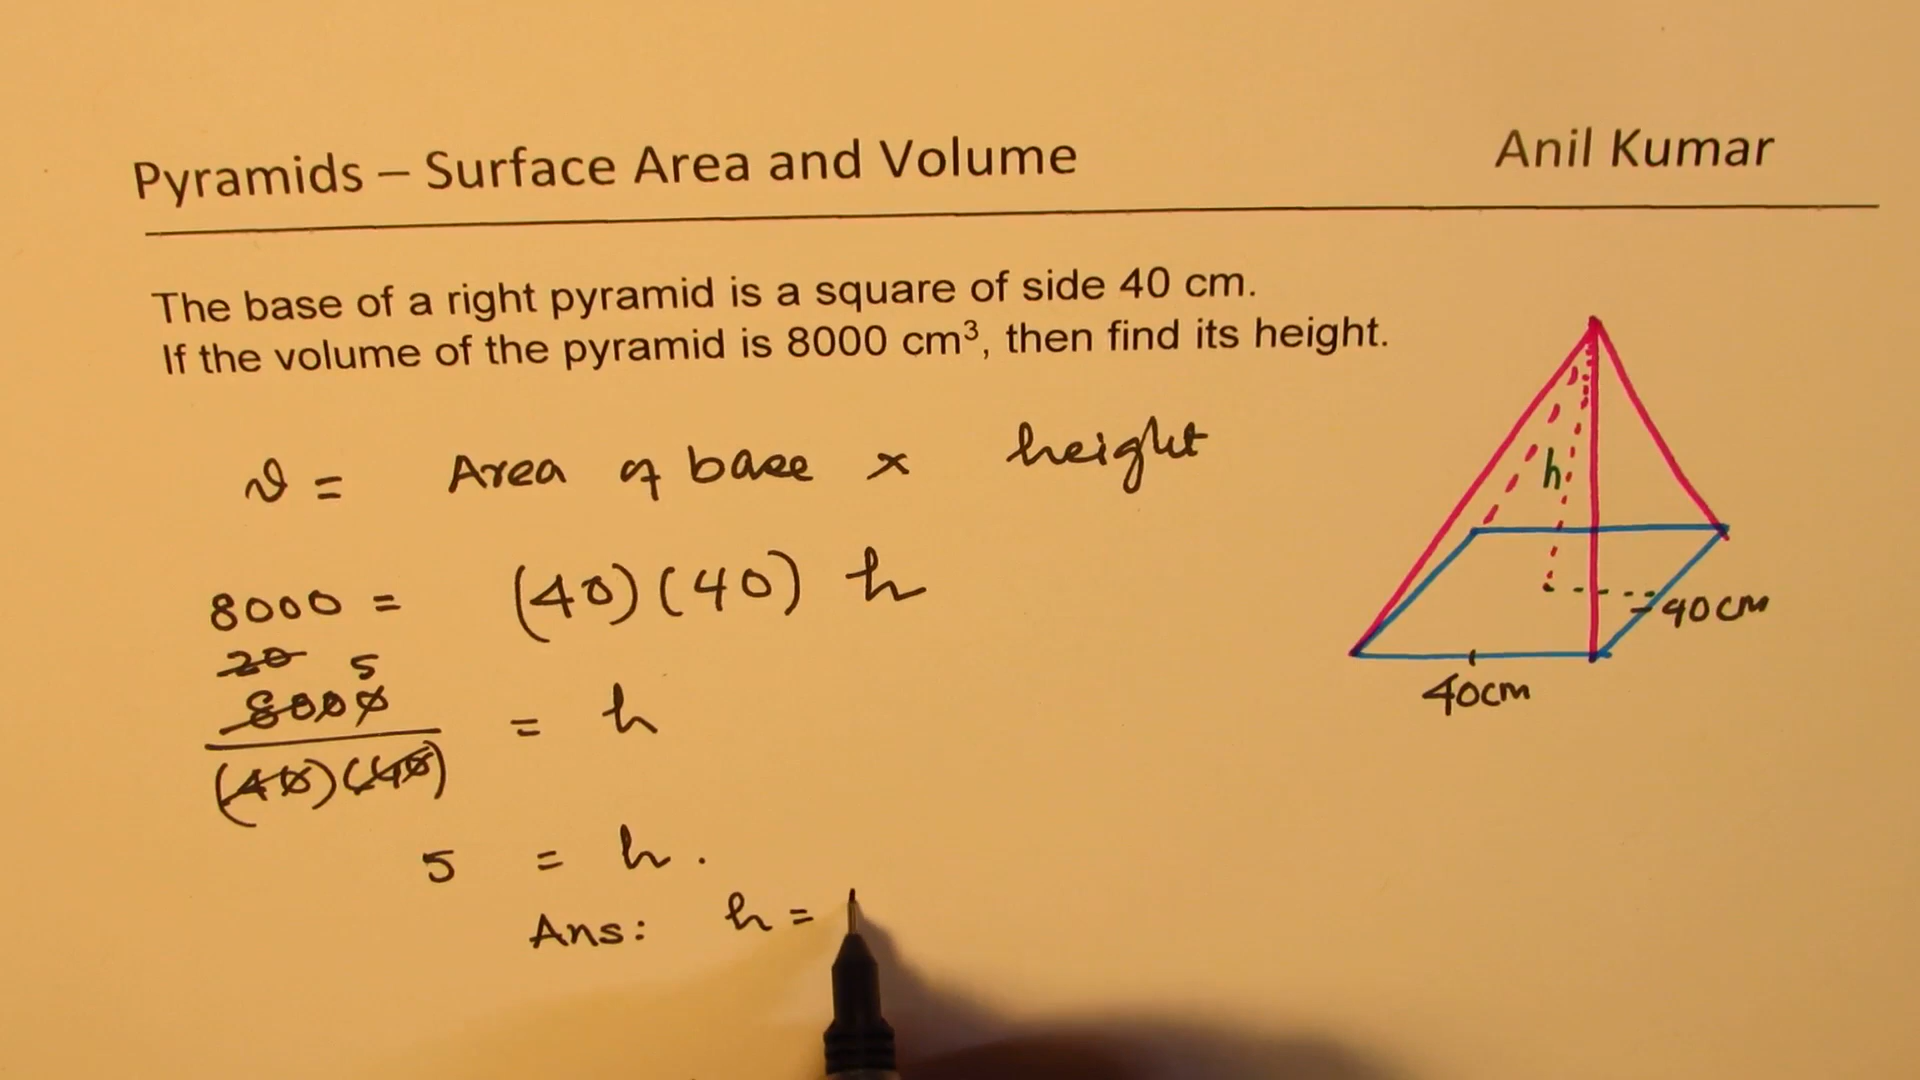 Pyramids – Surface Area and Volume
Anil Kumar
The base of a right pyramid is a square of side 40 cm.
If the volume of the pyramid is 8000 cm³, then find its height.
v = Area of base × height
8000 = (40)(40) h
20 5
8000
(40)(40)
= h
5 = h .
Ans: h =
h
40cm
40cm